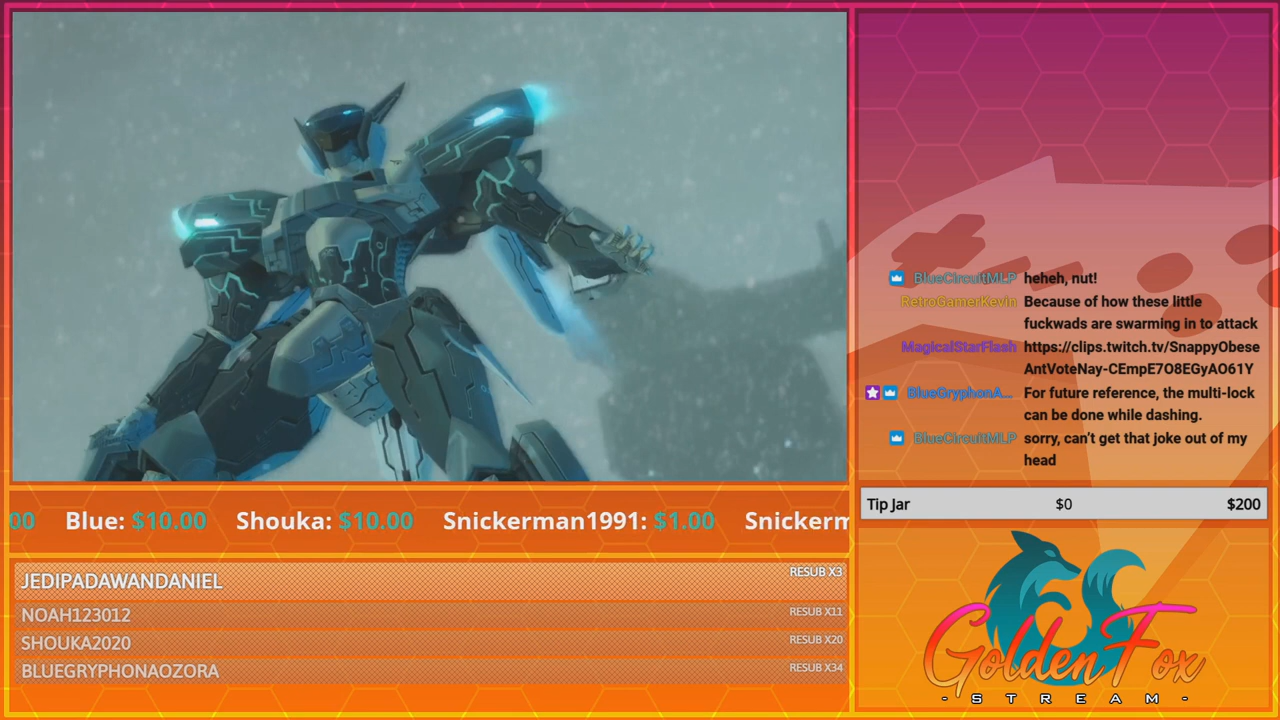 BlueCircuitMLP heheh, nut!
RetroGamerKevin Because of how these little
fuckwads are swarming in to attack
MagicalStarFlash https://clips.twitch.tv/SnappyObese
AntVoteNay-CEmpE7O8EGyAO61Y
BlueGryphonA... For future reference, the multi-lock
can be done while dashing.
BlueCircuitMLP sorry, can't get that joke out of my
head
Tip Jar $0 $200
00 Blue: $10.00 Shouka: $10.00 Snickerman1991: $1.00 Snickerm
JEDIPADAWANDANIEL RESUB X3
NOAH123012 RESUB X11
SHOUKA2020 RESUB X20
BLUEGRYPHONAOZORA RESUB X34
GoldenFox
- STREAM -